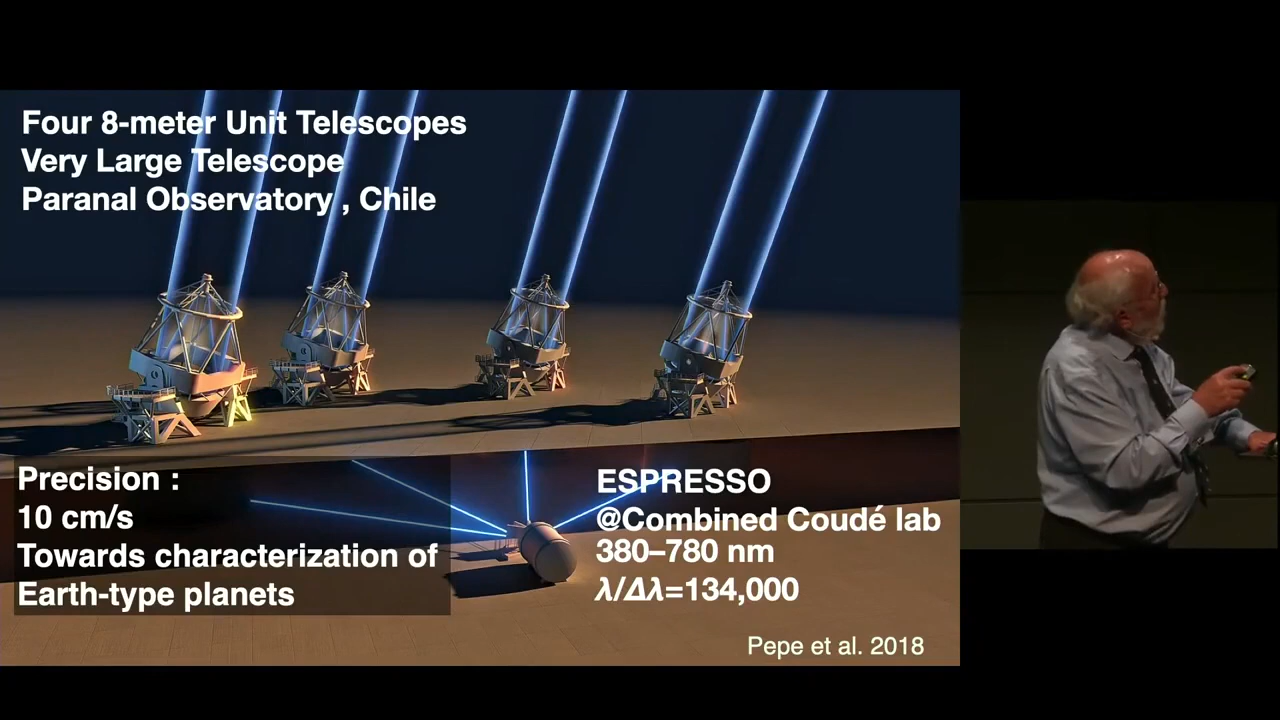 Four 8-meter Unit Telescopes
Very Large Telescope
Paranal Observatory , Chile
Precision :
10 cm/s
Towards characterization of
Earth-type planets
ESPRESSO
@Combined Coudé lab
380–780 nm
λ/Δλ=134,000
Pepe et al. 2018